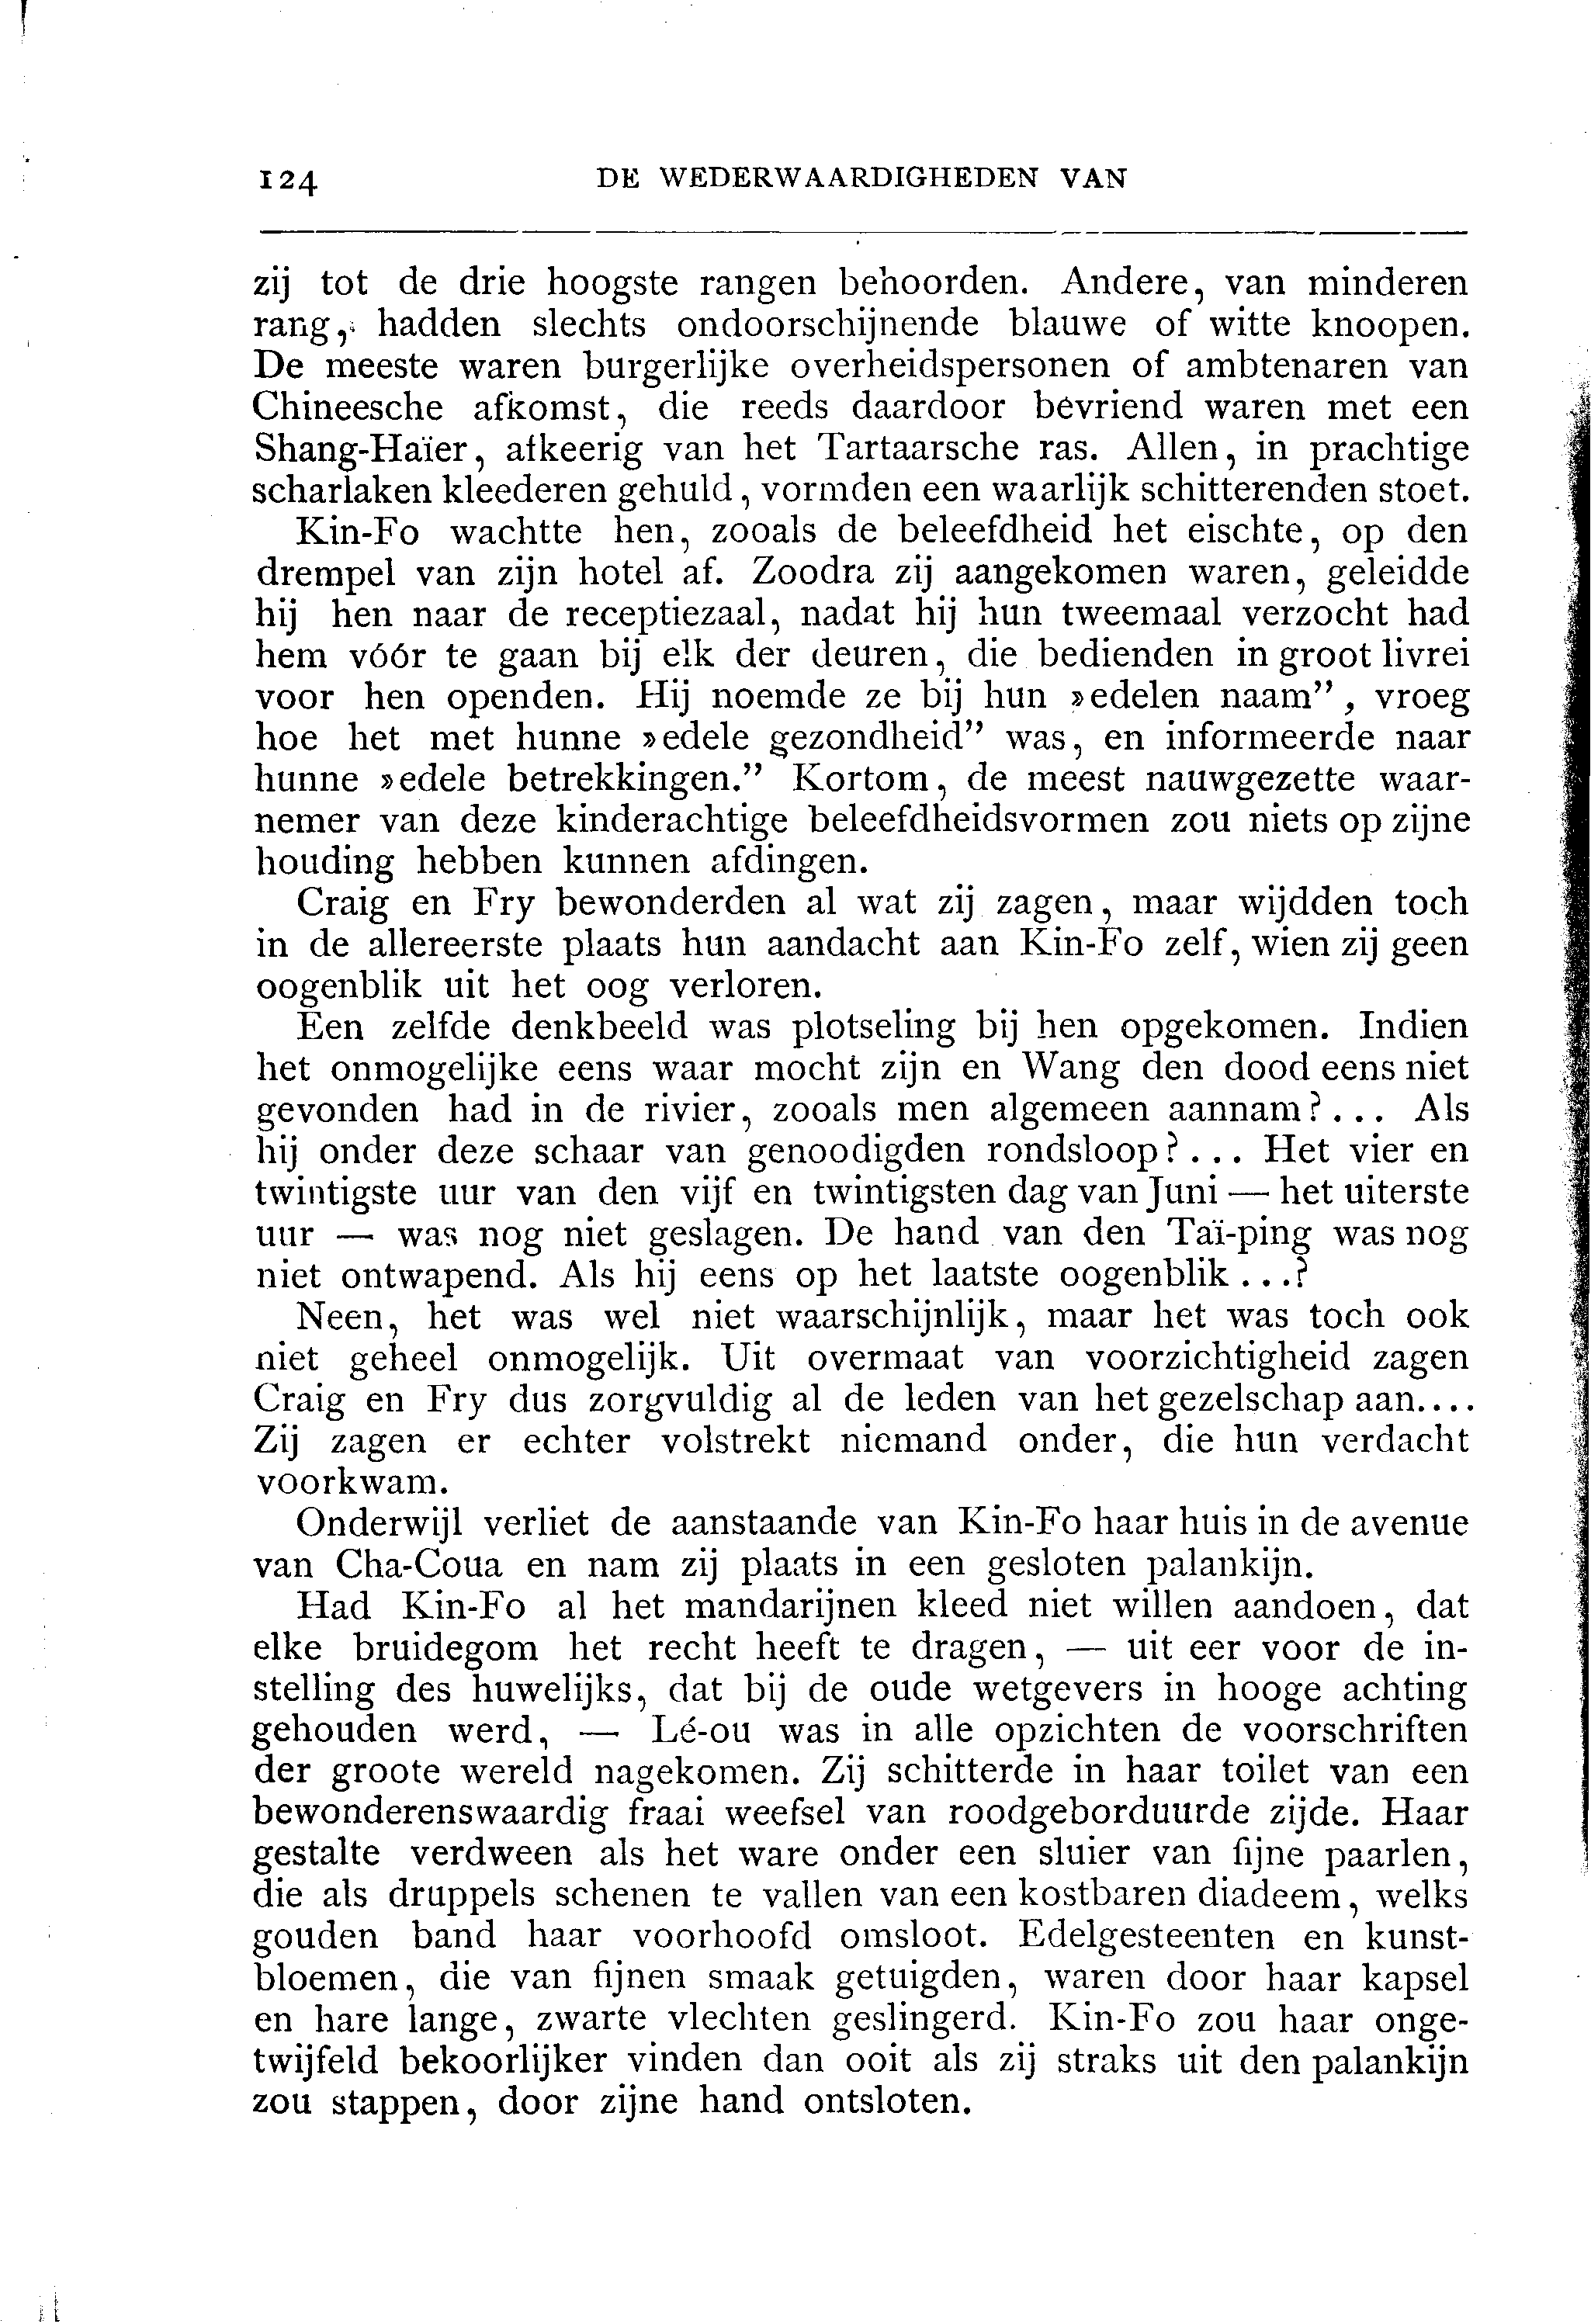 124 DE WEDERWAARDIGHEDEN VAN
zij tot de drie hoogste rangen behoorden. Andere, van minderen
rang, hadden slechts ondoorschijnende blauwe of witte knoopen.
De meeste waren burgerlijke overheidspersonen of ambtenaren van
Chineesche afkomst, die reeds daardoor bevriend waren met een
Shang-Haïer, afkeerig van het Tartaarsche ras. Allen, in prachtige
scharlaken kleederen gehuld, vormden een waarlijk schitterenden stoet.
Kin-Fo wachtte hen, zooals de beleefdheid het eischte, op den
drempel van zijn hotel af. Zoodra zij aangekomen waren, geleidde
hij hen naar de receptiezaal, nadat hij hun tweemaal verzocht had
hem vóór te gaan bij elk der deuren, die bedienden in groot livrei
voor hen openden. Hij noemde ze bij hun »edelen naam”, vroeg
hoe het met hunne »edele gezondheid” was, en informeerde naar
hunne »edele betrekkingen.” Kortom, de meest nauwgezette waar-
nemer van deze kinderachtige beleefdheidsvormen zou niets op zijne
houding hebben kunnen afdingen.
Craig en Fry bewonderden al wat zij zagen, maar wijdden toch
in de allereerste plaats hun aandacht aan Kin-Fo zelf, wien zij geen
oogenblik uit het oog verloren.
Een zelfde denkbeeld was plotseling bij hen opgekomen. Indien
het onmogelijke eens waar mocht zijn en Wang den dood eens niet
gevonden had in de rivier, zooals men algemeen aannam?... Als
hij onder deze schaar van genoodigden rondsloop?... Het vier en
twintigste uur van den vijf en twintigsten dag van Juni — het uiterste
uur — was nog niet geslagen. De hand van den Taï-ping was nog
niet ontwapend. Als hij eens op het laatste oogenblik...?
Neen, het was wel niet waarschijnlijk, maar het was toch ook
niet geheel onmogelijk. Uit overmaat van voorzichtigheid zagen
Craig en Fry dus zorgvuldig al de leden van het gezelschap aan....
Zij zagen er echter volstrekt niemand onder, die hun verdacht
voorkwam.
Onderwijl verliet de aanstaande van Kin-Fo haar huis in de avenue
van Cha-Coua en nam zij plaats in een gesloten palankijn.
Had Kin-Fo al het mandarijnen kleed niet willen aandoen, dat
elke bruidegom het recht heeft te dragen, — uit eer voor de in-
stelling des huwelijks, dat bij de oude wetgevers in hooge achting
gehouden werd, — Lé-ou was in alle opzichten de voorschriften
der groote wereld nagekomen. Zij schitterde in haar toilet van een
bewonderenswaardig fraai weefsel van roodgeborduurde zijde. Haar
gestalte verdween als het ware onder een sluier van fijne paarlen,
die als druppels schenen te vallen van een kostbaren diadeem, welks
gouden band haar voorhoofd omsloot. Edelgesteenten en kunst-
bloemen, die van fijnen smaak getuigden, waren door haar kapsel
en hare lange, zwarte vlechten geslingerd. Kin-Fo zou haar onge-
twijfeld bekoorlijker vinden dan ooit als zij straks uit den palankijn
zou stappen, door zijne hand ontsloten.